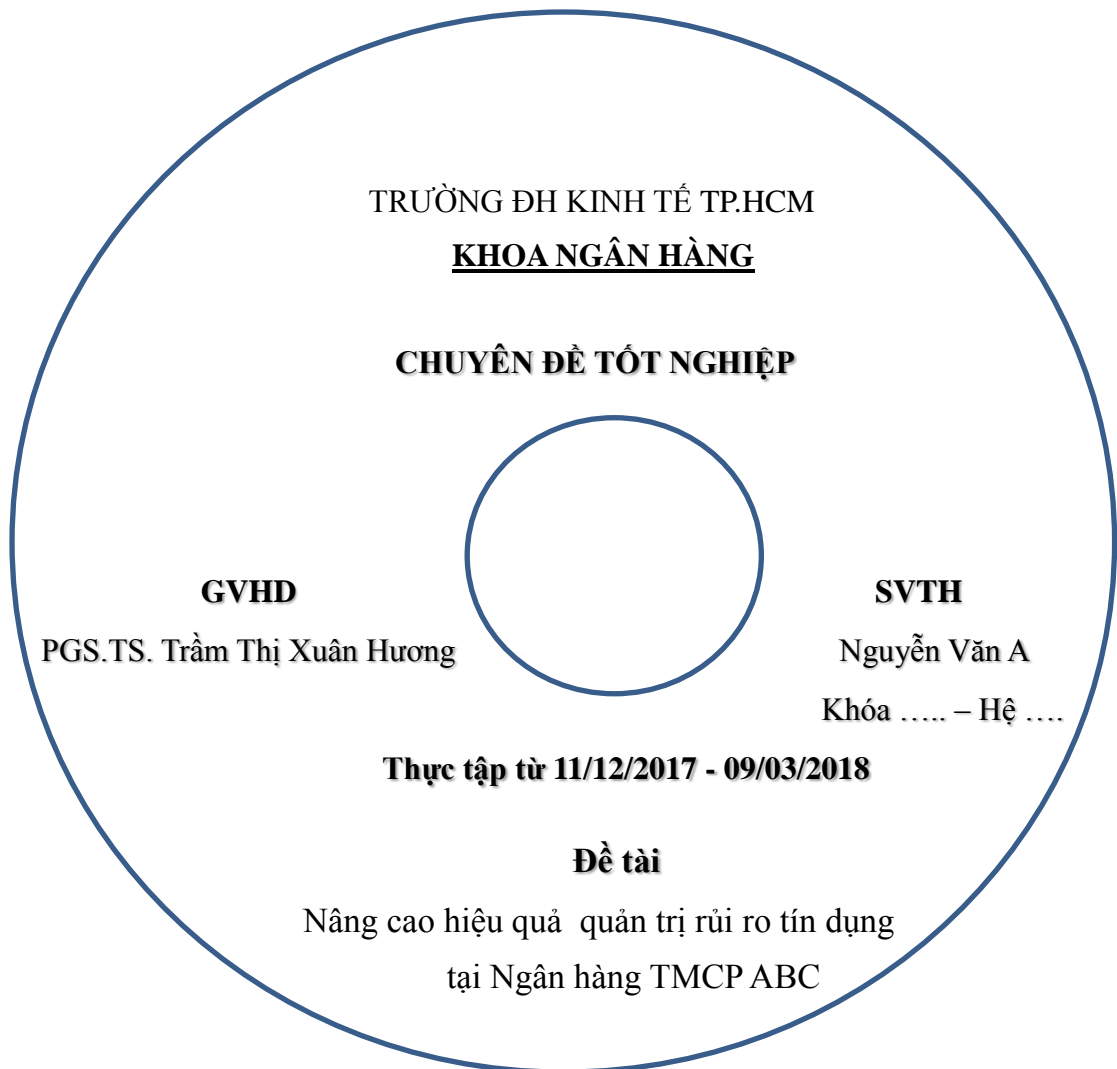 TRƯỜNG ĐH KINH TẾ TP.HCM
KHOA NGÂN HÀNG
CHUYÊN ĐỀ TỐT NGHIỆP
GVHD
PGS.TS. Trầm Thị Xuân Hương
SVTH
Nguyễn Văn A
Khóa ….. – Hệ ….
Thực tập từ 11/12/2017 - 09/03/2018
Đề tài
Nâng cao hiệu quả quản trị rủi ro tín dụng
tại Ngân hàng TMCP ABC